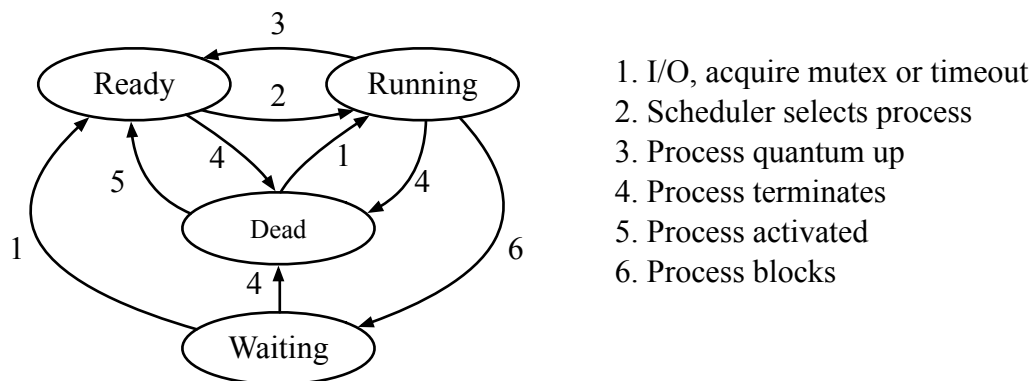 3
Ready
Running
2
4
1
5
4
Dead
1
6
4
Waiting
1. I/O, acquire mutex or timeout
2. Scheduler selects process
3. Process quantum up
4. Process terminates
5. Process activated
6. Process blocks